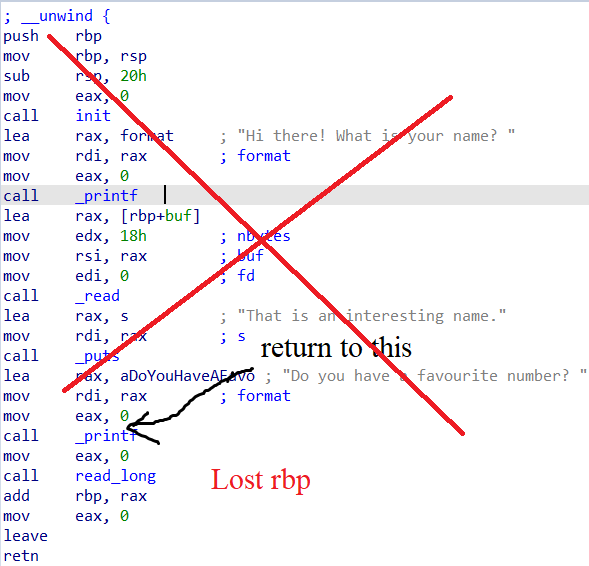 ; __unwind {
push rbp
mov rbp, rsp
sub rsp, 20h
mov eax, 0
call init
lea rax, format ; "Hi there! What is your name? "
mov rdi, rax ; format
mov eax, 0
call _printf
lea rax, [rbp+buf]
mov edx, 18h ; nbytes
mov rsi, rax ; buf
mov edi, 0 ; fd
call _read
lea rax, s ; "That is an interesting name."
mov rdi, rax ; s
call _puts
return to this
lea rax, aDoYouHaveAFavo ; "Do you have a favourite number? "
mov rdi, rax ; format
mov eax, 0
call _printf
mov eax, 0
call read_long
Lost rbp
add rbp, rax
mov eax, 0
leave
retn